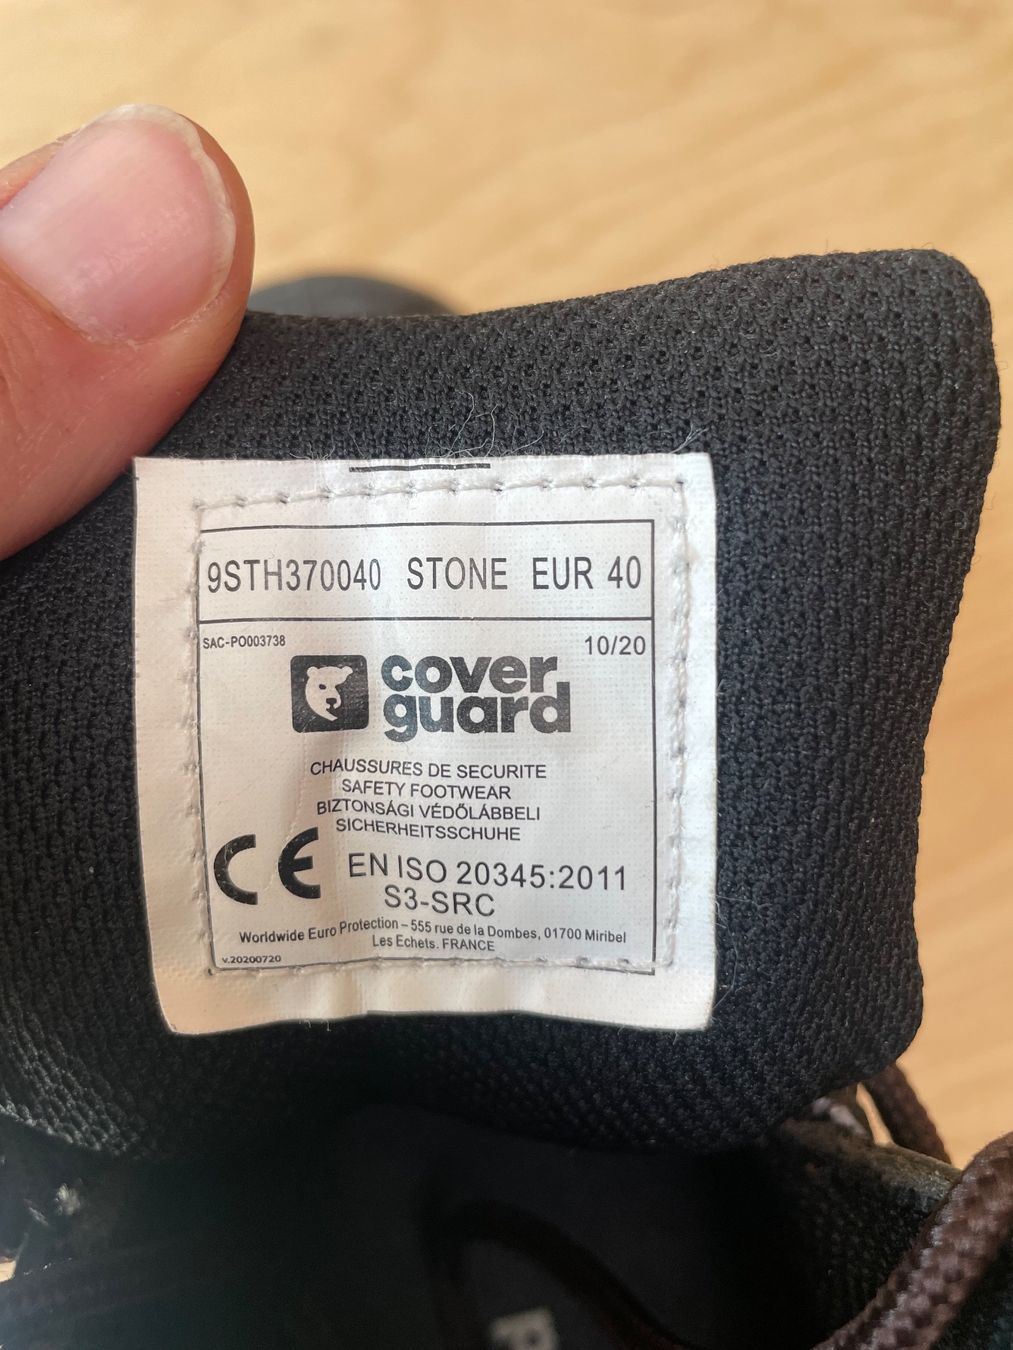 9STH370040 STONE EUR 40
SAC-PO003738 10/20
cover
guard
CHAUSSURES DE SECURITE
SAFETY FOOTWEAR
BIZTONSÁGI VÉDŐLÁBBELI
SICHERHEITSSCHUHE
CE EN ISO 20345:2011
S3-SRC
Worldwide Euro Protection – 555 rue de la Dombes, 01700 Miribel
Les Echets. FRANCE
v.20200720